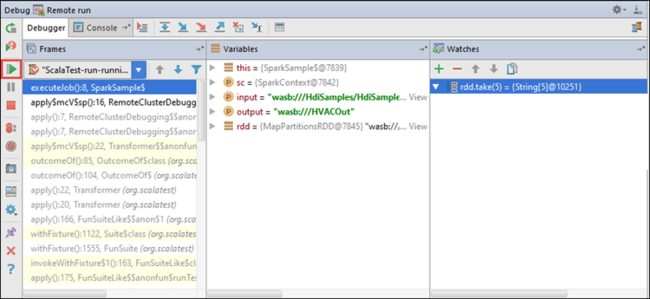 Debug Remote run
Debugger Console
Frames
Variables
Watches
"ScalaTest-run-runni...
executeJob():8, SparkSample$
apply$mcV$sp():16, RemoteClusterDebugg
apply():7, RemoteClusterDebugging$$anon
apply():7, RemoteClusterDebugging$$anon
apply$mcV$sp():22, Transformer$$anonfun
outcomeOf():85, OutcomeOf$class (org.sc
outcomeOf():104, OutcomeOf$ (org.scalat
apply():22, Transformer (org.scalatest)
apply():20, Transformer (org.scalatest)
apply():166, FunSuiteLike$$anon$1 (org.s
withFixture():1122, Suite$class (org.scala
withFixture():1555, FunSuite (org.scalates
invokeWithFixture$1():163, FunSuiteLike$c
apply():175, FunSuiteLike$$anonfun$runTe
this = {SparkSample$@7839}
sc = {SparkContext@7842}
input = "wasb:///HdiSamples/HdiSample... View
output = "wasb:///HVACOut"
rdd = {MapPartitionsRDD@7845} "wasb:/// ... View
rdd.take(5) = {String[5]@10251}